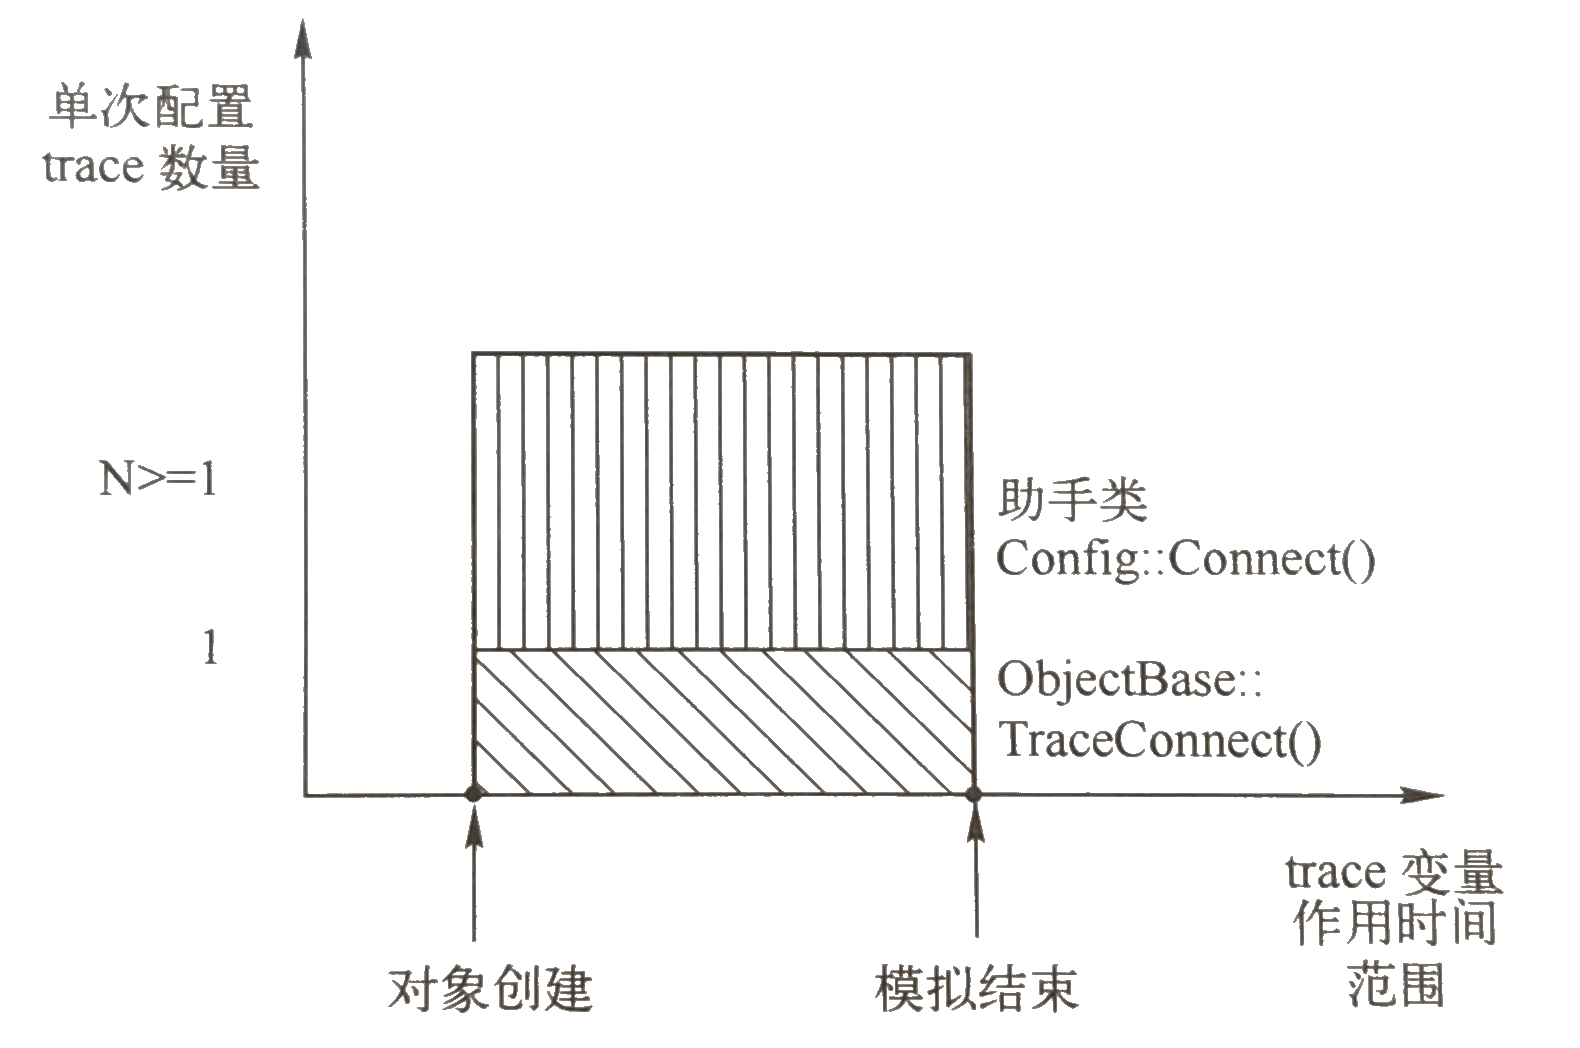 单次配置
trace 数量
N>=1
助手类
Config::Connect()
1
ObjectBase::
TraceConnect()
trace 变量
作用时间
范围
对象创建
模拟结束